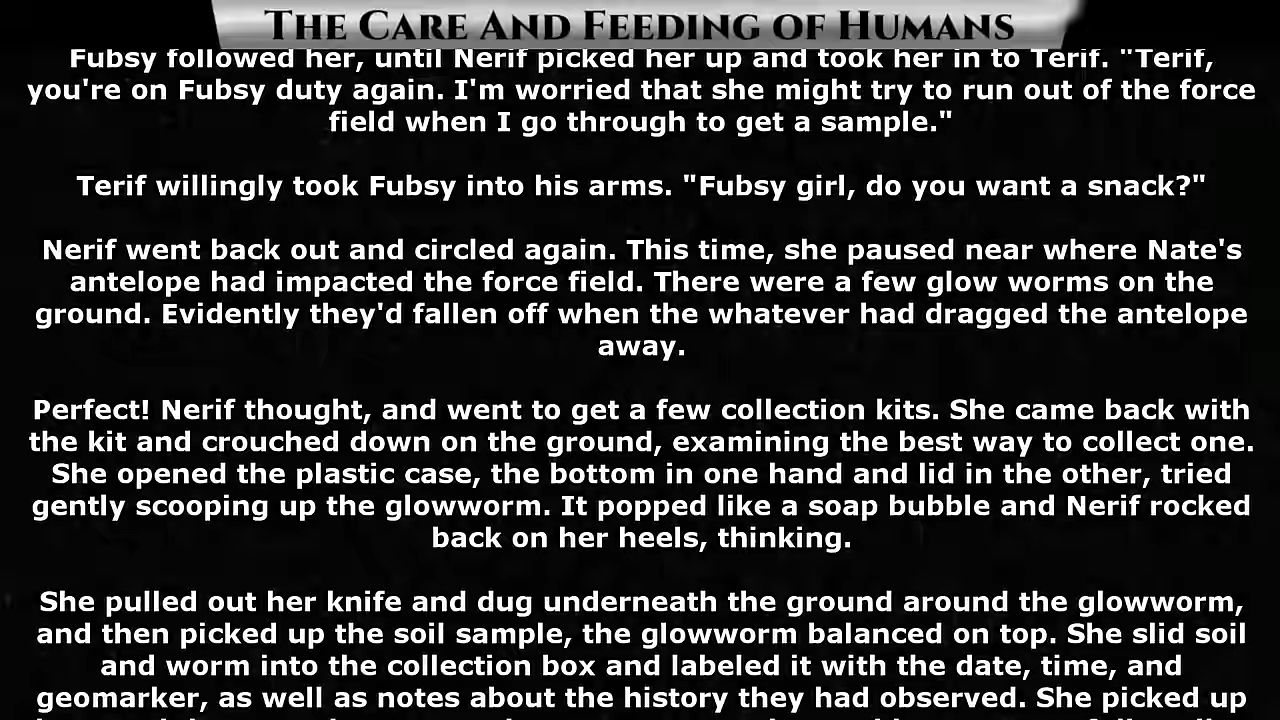 The Care And Feeding of Humans
Fubsy followed her, until Nerif picked her up and took her in to Terif. "Terif,
you're on Fubsy duty again. I'm worried that she might try to run out of the force
field when I go through to get a sample."
Terif willingly took Fubsy into his arms. "Fubsy girl, do you want a snack?"
Nerif went back out and circled again. This time, she paused near where Nate's
antelope had impacted the force field. There were a few glow worms on the
ground. Evidently they'd fallen off when the whatever had dragged the antelope
away.
Perfect! Nerif thought, and went to get a few collection kits. She came back with
the kit and crouched down on the ground, examining the best way to collect one.
She opened the plastic case, the bottom in one hand and lid in the other, tried
gently scooping up the glowworm. It popped like a soap bubble and Nerif rocked
back on her heels, thinking.
She pulled out her knife and dug underneath the ground around the glowworm,
and then picked up the soil sample, the glowworm balanced on top. She slid soil
and worm into the collection box and labeled it with the date, time, and
geomarker, as well as notes about the history they had observed. She picked up